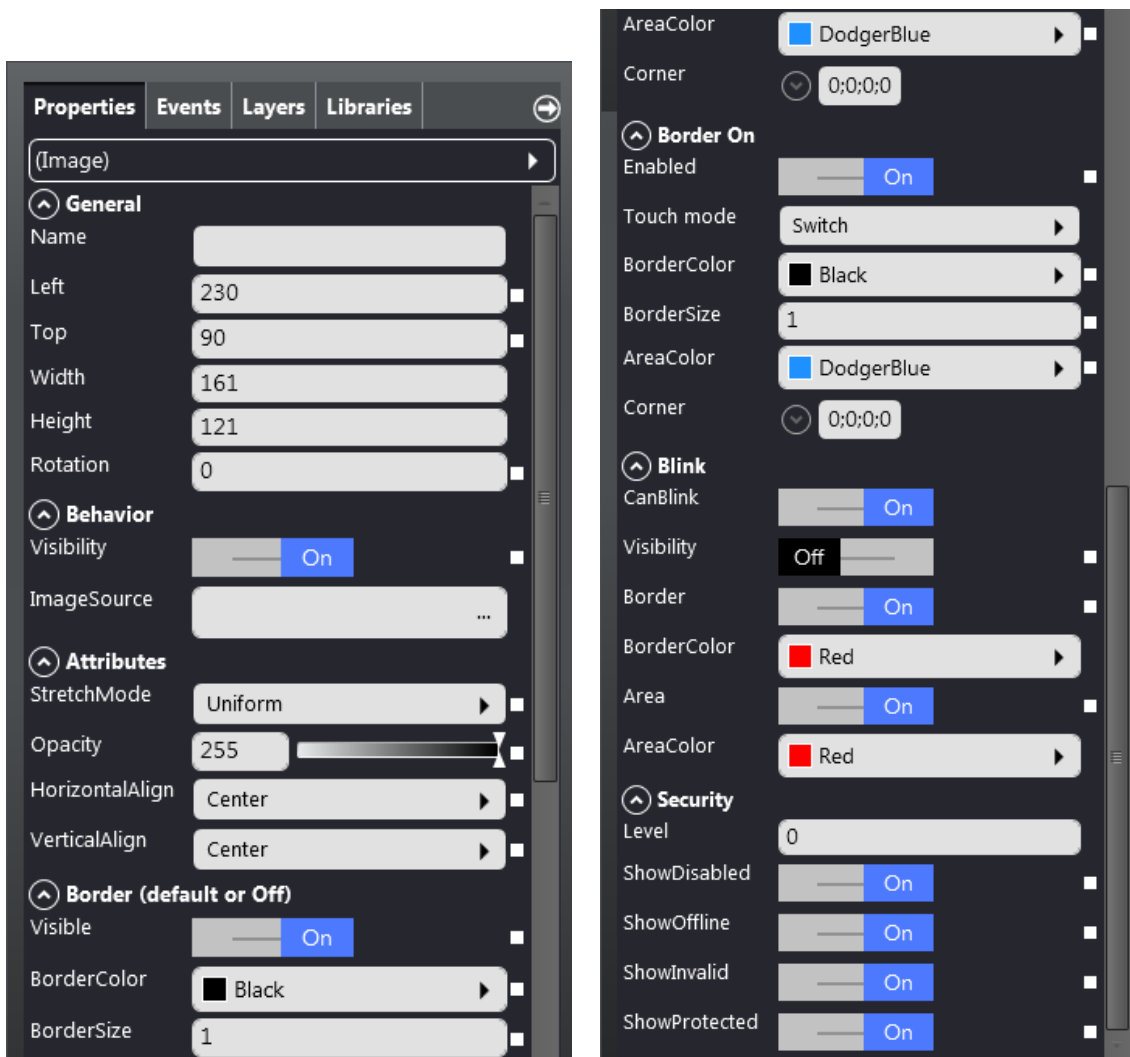 Properties Events Layers Libraries
(Image)
General
Name
Left 230
Top 90
Width 161
Height 121
Rotation 0
Behavior
Visibility On
ImageSource ...
Attributes
StretchMode Uniform
Opacity 255
HorizontalAlign Center
VerticalAlign Center
Border (default or Off)
Visible On
BorderColor Black
BorderSize 1
AreaColor DodgerBlue
Corner 0;0;0;0
Border On
Enabled On
Touch mode Switch
BorderColor Black
BorderSize 1
AreaColor DodgerBlue
Corner 0;0;0;0
Blink
CanBlink On
Visibility Off
Border On
BorderColor Red
Area On
AreaColor Red
Security
Level 0
ShowDisabled On
ShowOffline On
ShowInvalid On
ShowProtected On